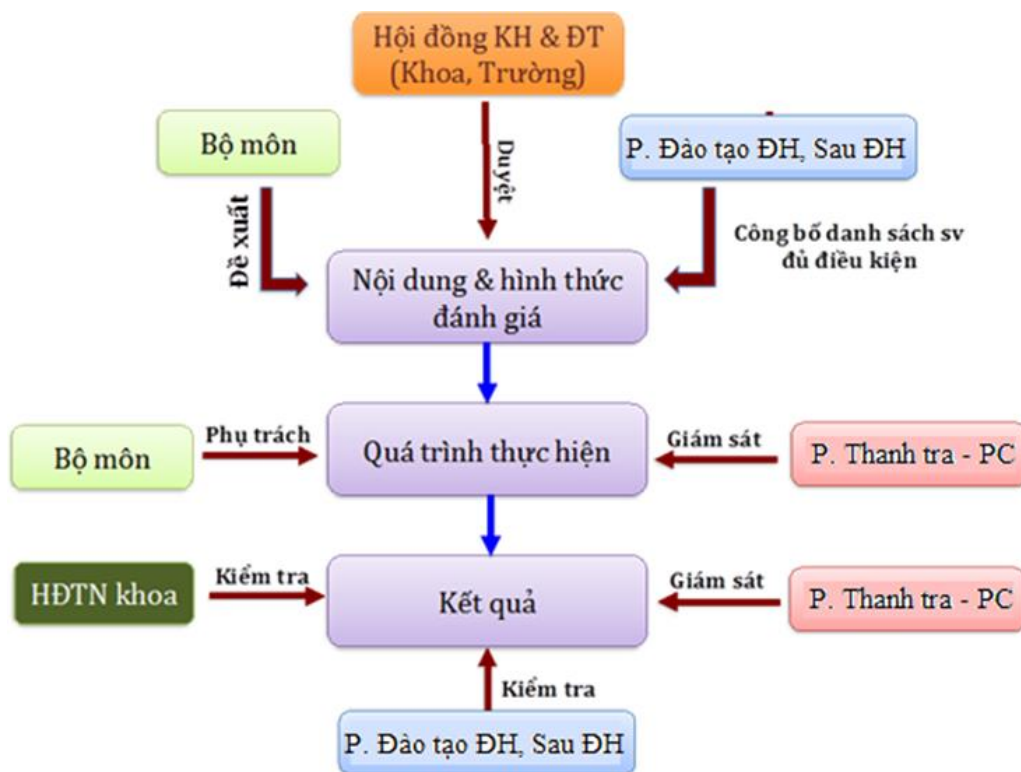 Hội đồng KH & ĐT
(Khoa, Trường)
Bộ môn
P. Đào tạo ĐH, Sau ĐH
Đề xuất
Duyệt
Công bố danh sách sv
đủ điều kiện
Nội dung & hình thức
đánh giá
Bộ môn
Phụ trách
Quá trình thực hiện
Giám sát
P. Thanh tra - PC
HĐTN khoa
Kiểm tra
Kết quả
Giám sát
P. Thanh tra - PC
Kiểm tra
P. Đào tạo ĐH, Sau ĐH